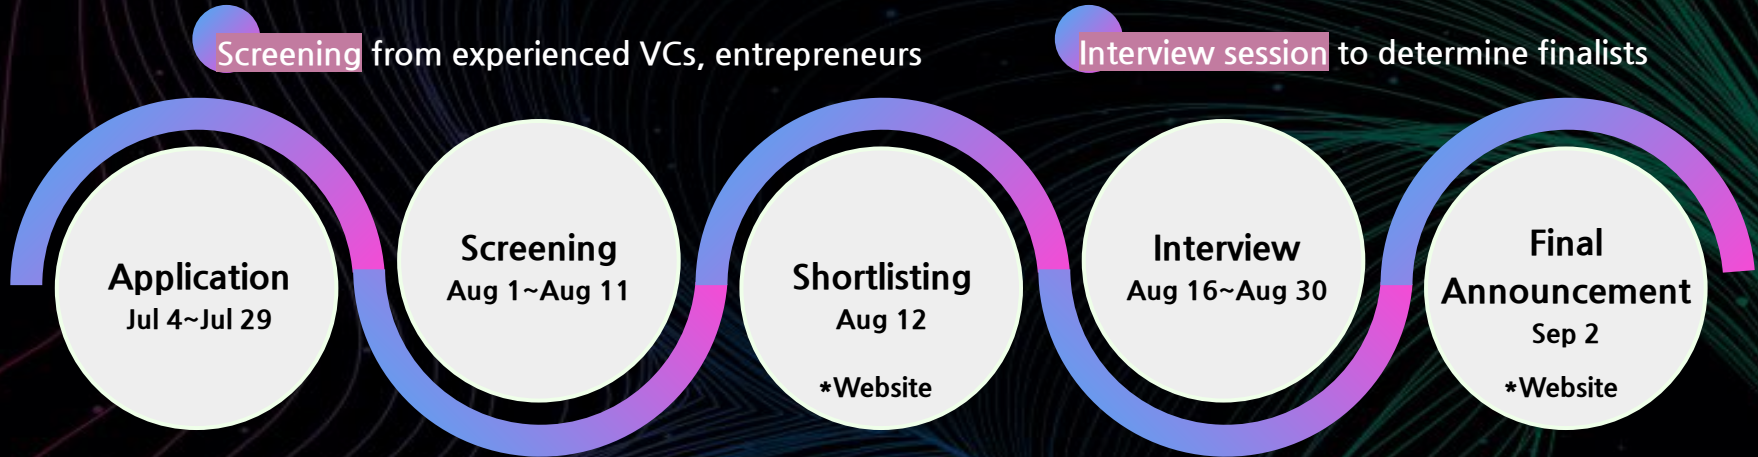 Screening from experienced VCs, entrepreneurs
Interview session to determine finalists
Application
Jul 4~Jul 29
Screening
Aug 1~Aug 11
Shortlisting
Aug 12
*Website
Interview
Aug 16~Aug 30
Final
Announcement
Sep 2
*Website